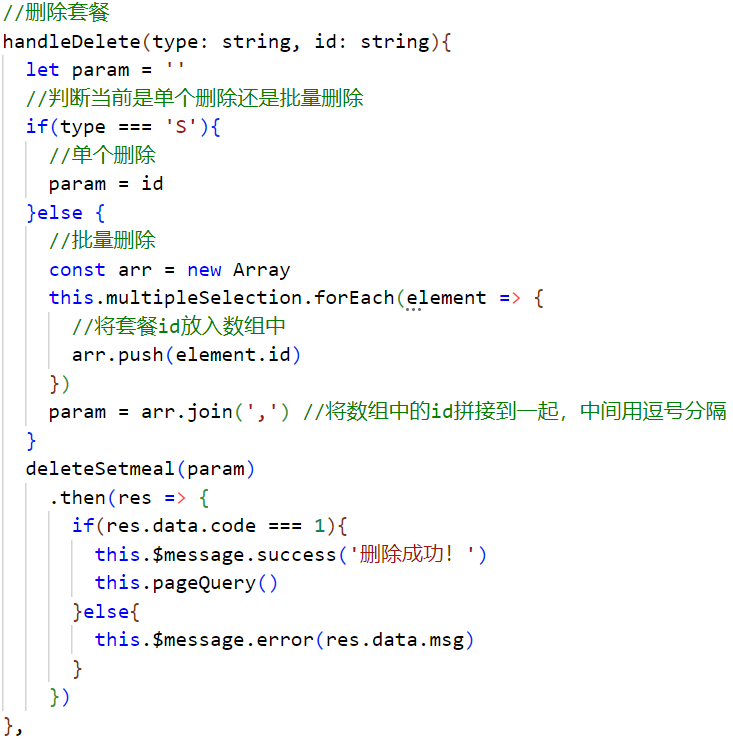 //删除套餐
handleDelete(type: string, id: string){
  let param = ''
  //判断当前是单个删除还是批量删除
  if(type === 'S'){
    //单个删除
    param = id
  }else {
    //批量删除
    const arr = new Array
    this.multipleSelection.forEach(element => {
      //将套餐id放入数组中
      arr.push(element.id)
    })
    param = arr.join(',') //将数组中的id拼接到一起，中间用逗号分隔
  }
  deleteSetmeal(param)
    .then(res => {
      if(res.data.code === 1){
        this.$message.success('删除成功！')
        this.pageQuery()
      }else{
        this.$message.error(res.data.msg)
      }
    })
},